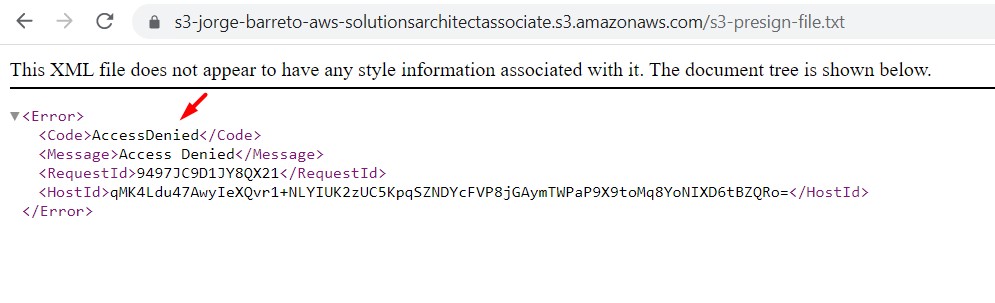 s3-jorge-barreto-aws-solutionsarchitectassociate.s3.amazonaws.com/s3-presign-file.txt
This XML file does not appear to have any style information associated with it. The document tree is shown below.
▼<Error>
<Code>AccessDenied</Code>
<Message>Access Denied</Message>
<RequestId>9497JC9D1JY8QX21</RequestId>
<HostId>qMK4Ldu47AwyIeXQvr1+NLYIUK2zUC5KpqSZNDYcFVP8jGAymTWPaP9X9toMq8YoNIXD6tBZQRo=</HostId>
</Error>